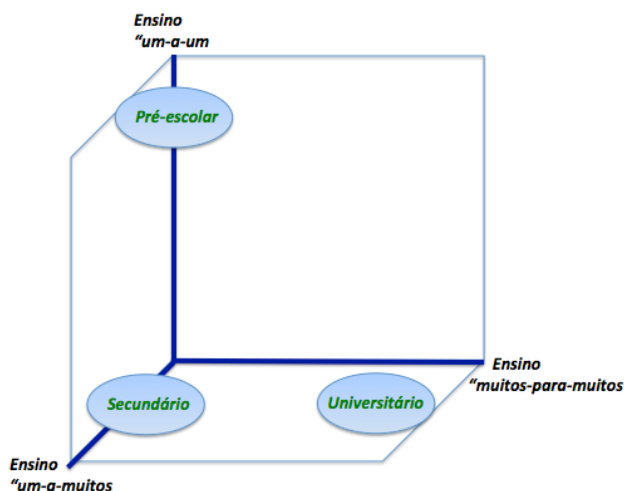 Ensino
“um-a-um
Pré-escolar
Ensino
“muitos-para-muitos
Secundário
Universitário
Ensino
“um-a-muitos